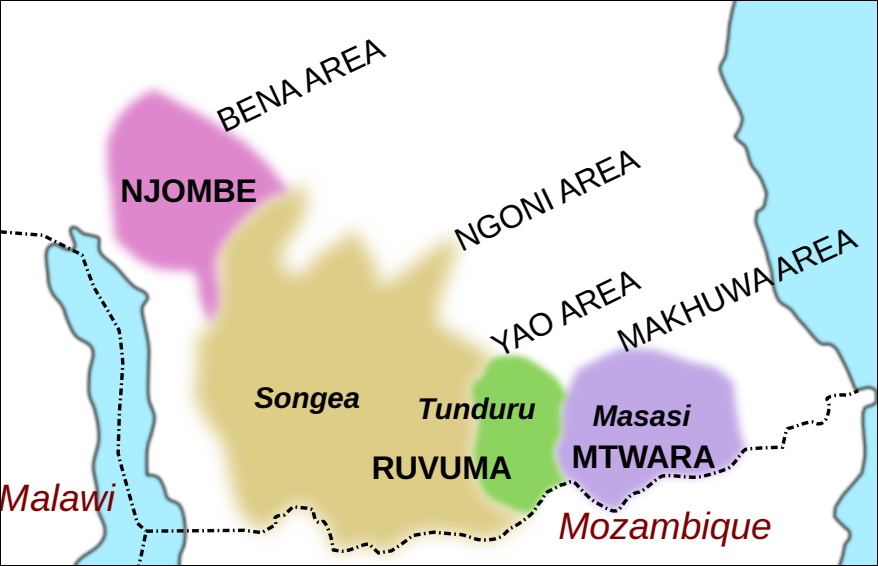 BENA AREA
NJOMBE
NGONI AREA
MAKHUWA AREA
YAO AREA
Songea
Tunduru
Masasi
RUVUMA
MTWARA
Malawi
Mozambique